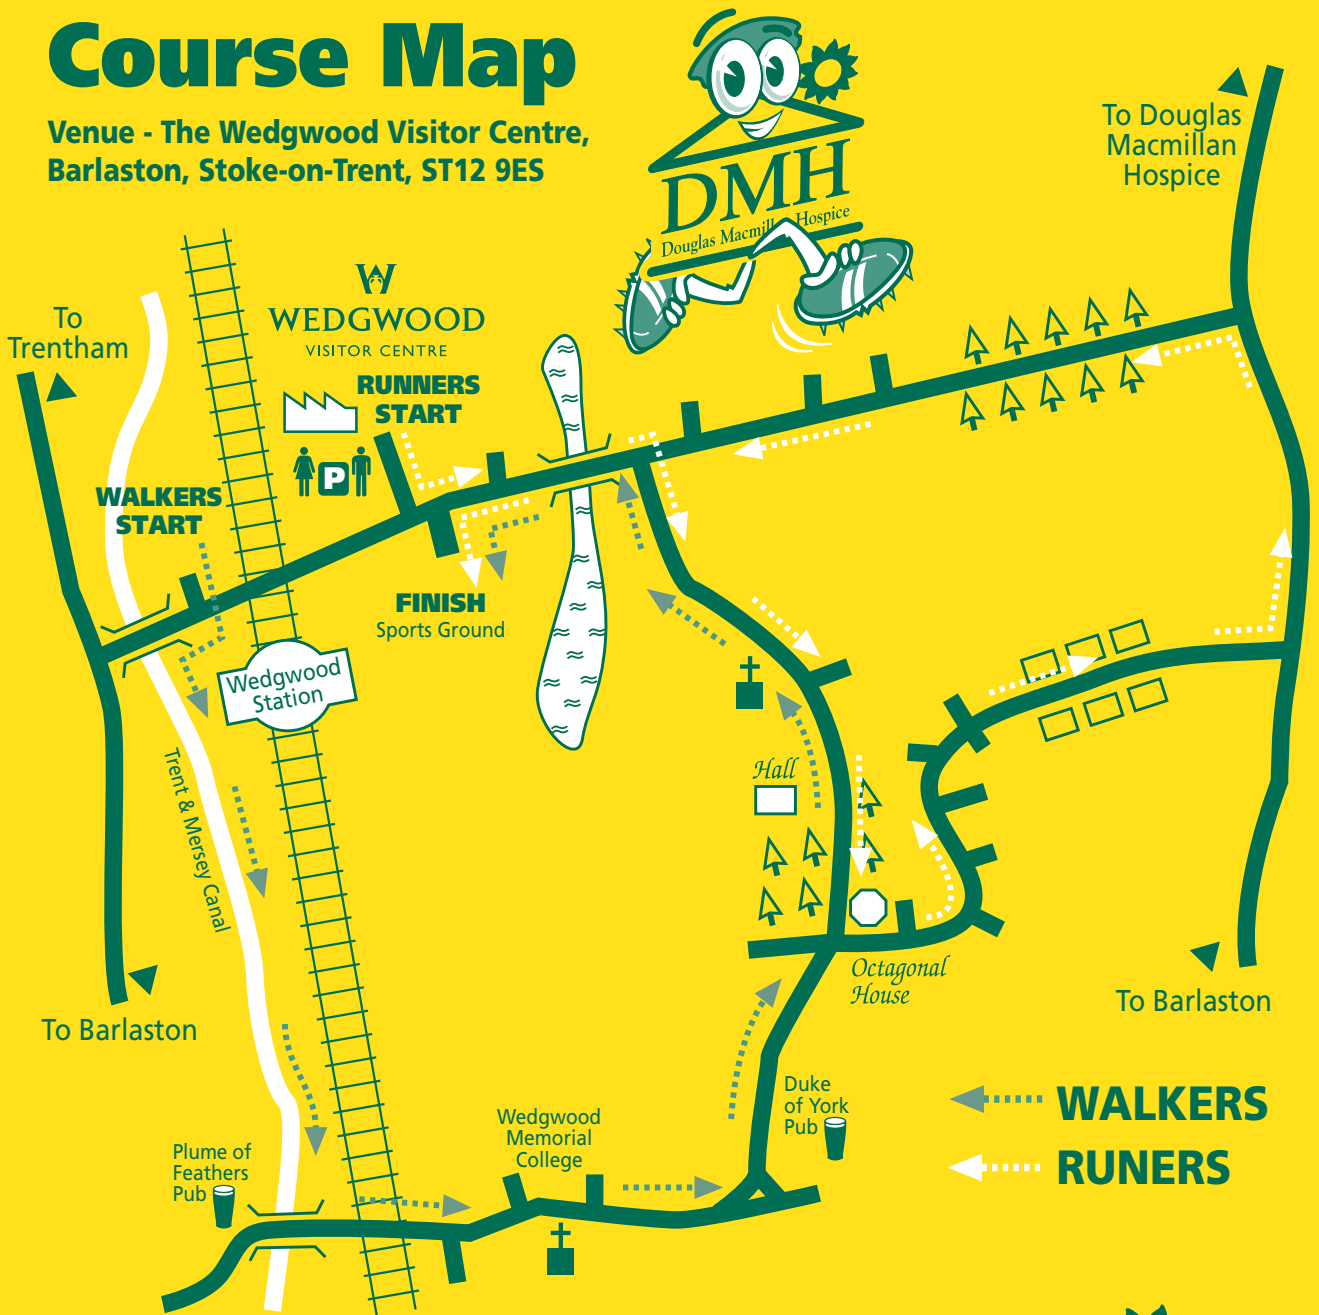 Course Map
Venue - The Wedgwood Visitor Centre,
Barlaston, Stoke-on-Trent, ST12 9ES
DMH
Douglas Macmillan Hospice
To Douglas
Macmillan
Hospice
To
Trentham
W
WEDGWOOD
VISITOR CENTRE
RUNNERS
START
P
WALKERS
START
FINISH
Sports Ground
Wedgwood
Station
Trent & Mersey Canal
Hall
Octagonal
House
To Barlaston
To Barlaston
Duke
of York
Pub
Wedgwood
Memorial
College
Plume of
Feathers
Pub
WALKERS
RUNERS